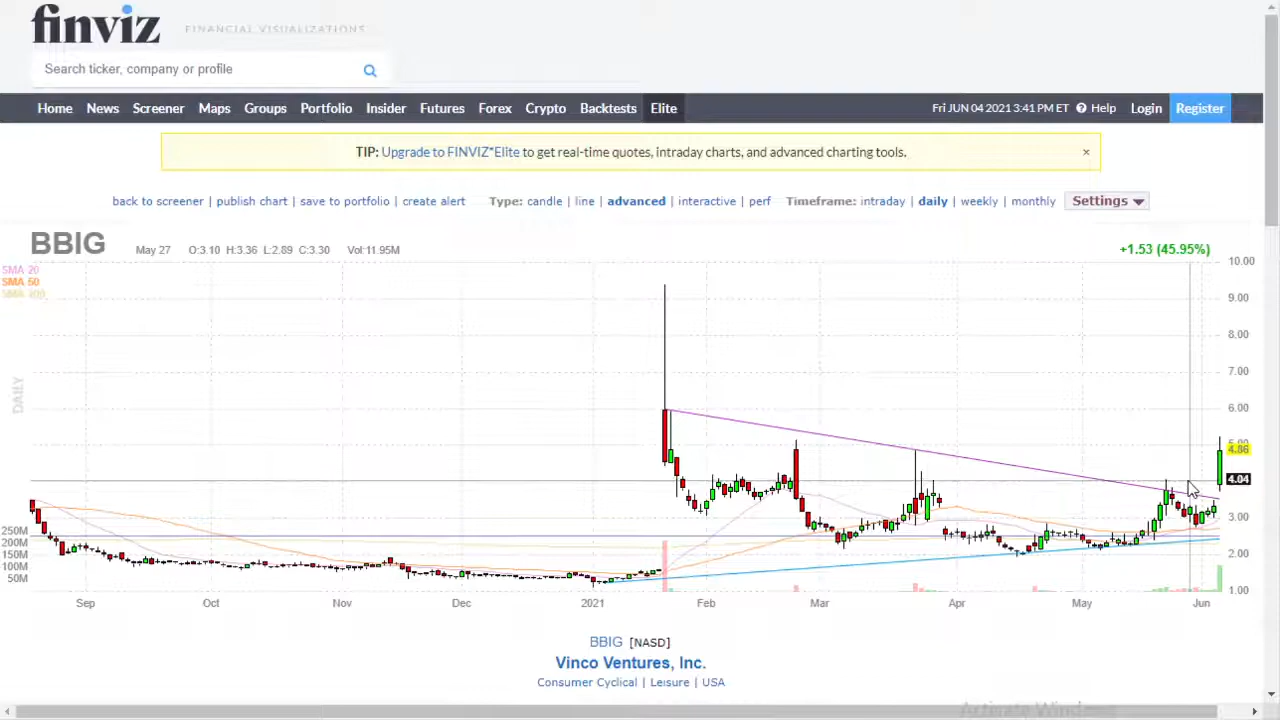 finviz FINANCIAL VISUALIZATIONS
Search ticker, company or profile
Home News Screener Maps Groups Portfolio Insider Futures Forex Crypto Backtests Elite Fri JUN 04 2021 3:41 PM ET Help Login Register
TIP: Upgrade to FINVIZ*Elite to get real-time quotes, intraday charts, and advanced charting tools. ×
back to screener | publish chart | save to portfolio | create alert Type: candle | line | advanced | interactive | perf Timeframe: intraday | daily | weekly | monthly Settings
BBIG May 27 O:3.10 H:3.36 L:2.89 C:3.30 Vol:11.95M +1.53 (45.95%)
10.00
SMA 20
SMA 50
SMA 200
9.00
8.00
7.00
DAILY
6.00
5.00
4.86
4.04
3.00
250M
200M
2.00
150M
100M
50M
1.00
Sep Oct Nov Dec 2021 Feb Mar Apr May Jun
BBIG [NASD]
Vinco Ventures, Inc.
Consumer Cyclical | Leisure | USA
Activate Windows